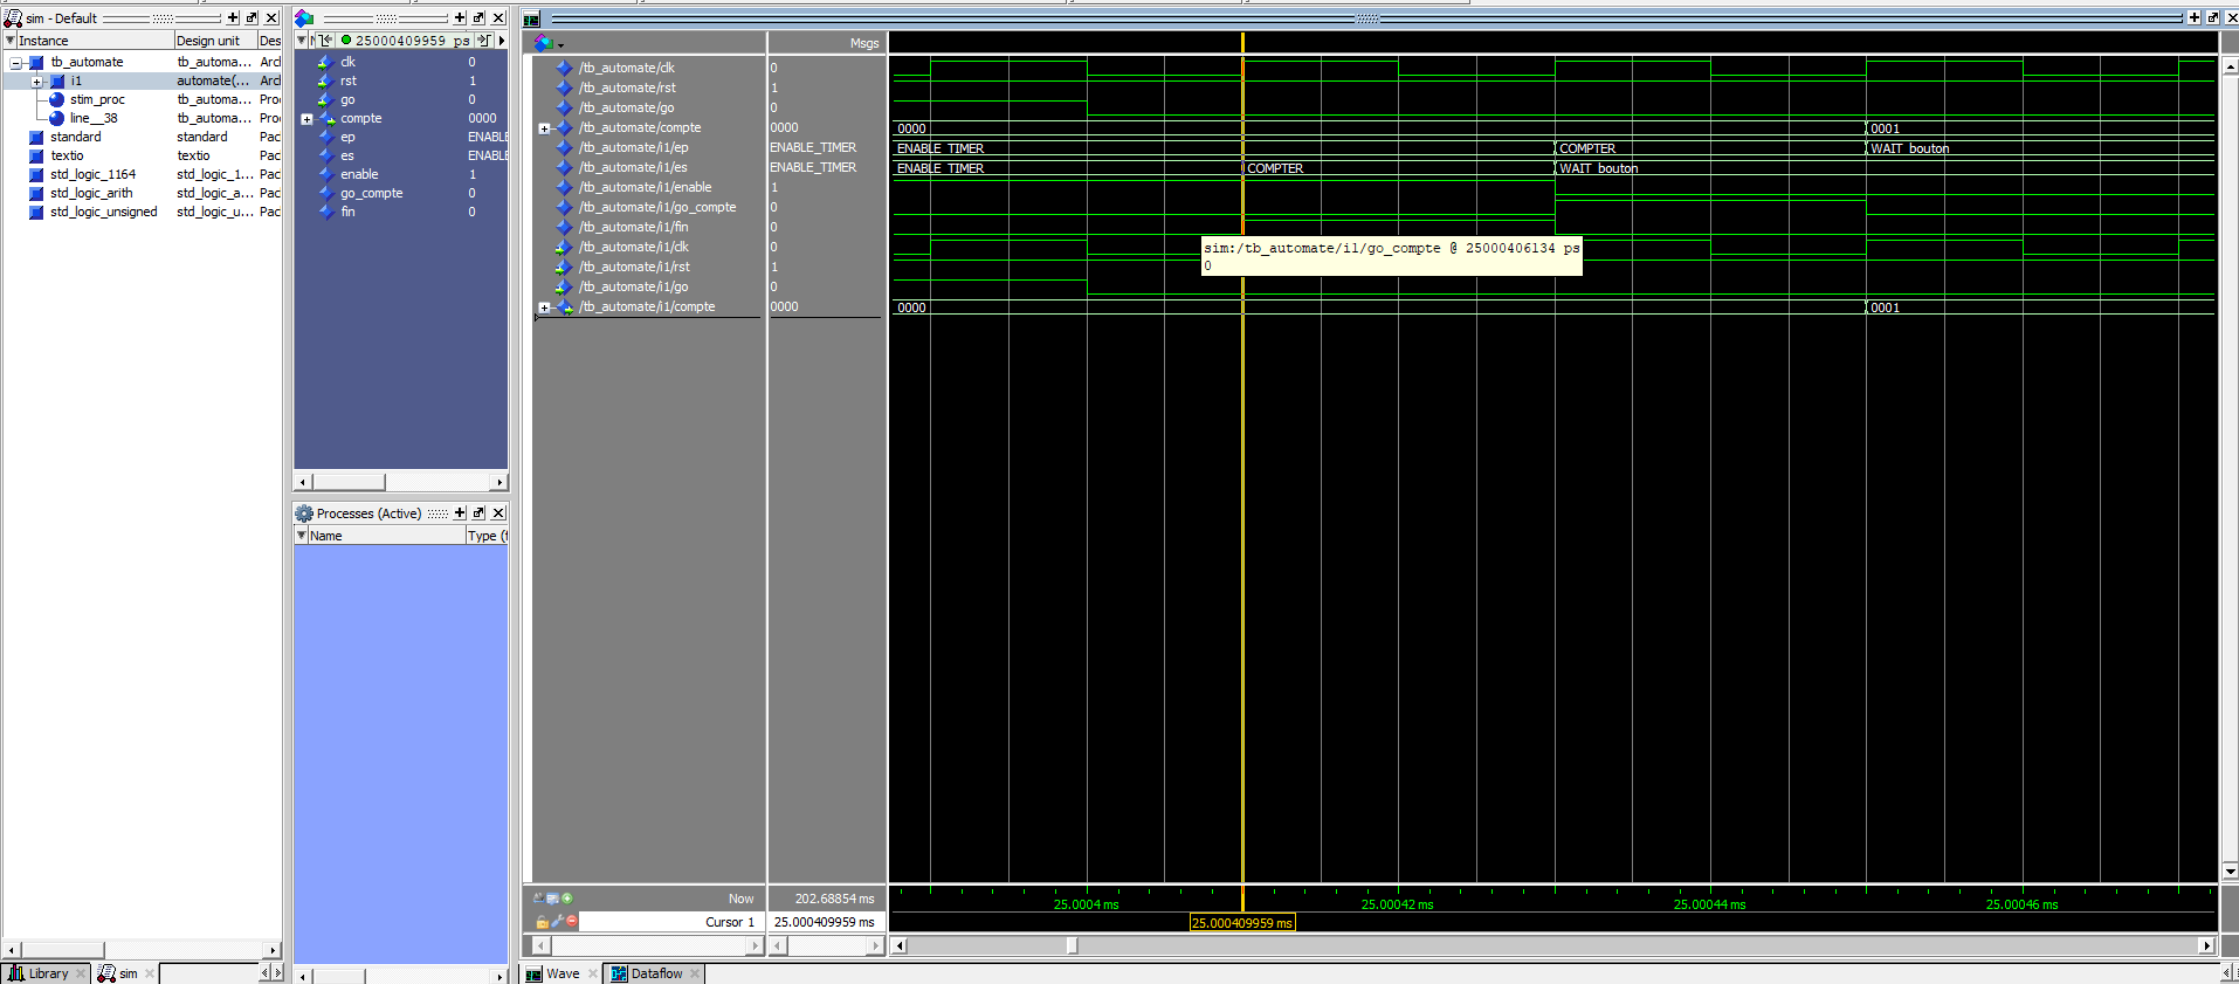 sim - Default
Instance Design unit Des
tb_automate tb_automa... Arc
i1 automate(... Arc
stim_proc tb_automa... Pro
line__38 tb_automa... Pro
standard standard Pac
textio textio Pac
std_logic_1164 std_logic_1... Pac
std_logic_arith std_logic_a... Pac
std_logic_unsigned std_logic_u... Pac
Library
sim
25000409959 ps
clk 0
rst 1
go 0
compte 0000
ep ENABLE
es ENABLE
enable 1
go_compte 0
fin 0
Processes (Active)
Name Type (f
Msgs
/tb_automate/clk 0
/tb_automate/rst 1
/tb_automate/go 0
/tb_automate/compte 0000 0000 0001
/tb_automate/i1/ep ENABLE_TIMER ENABLE_TIMER COMPTER WAIT_bouton
/tb_automate/i1/es ENABLE_TIMER ENABLE_TIMER COMPTER WAIT_bouton
/tb_automate/i1/enable 1
/tb_automate/i1/go_compte 0
/tb_automate/i1/fin 0
/tb_automate/i1/clk 0
/tb_automate/i1/rst 1
/tb_automate/i1/go 0
/tb_automate/i1/compte 0000 0000 0001
sim:/tb_automate/i1/go_compte @ 25000406134 ps
0
Now 202.68854 ms 25.0004 ms 25.00042 ms 25.00044 ms 25.00046 ms
Cursor 1 25.000409959 ms 25.000409959 ms
Wave
Dataflow